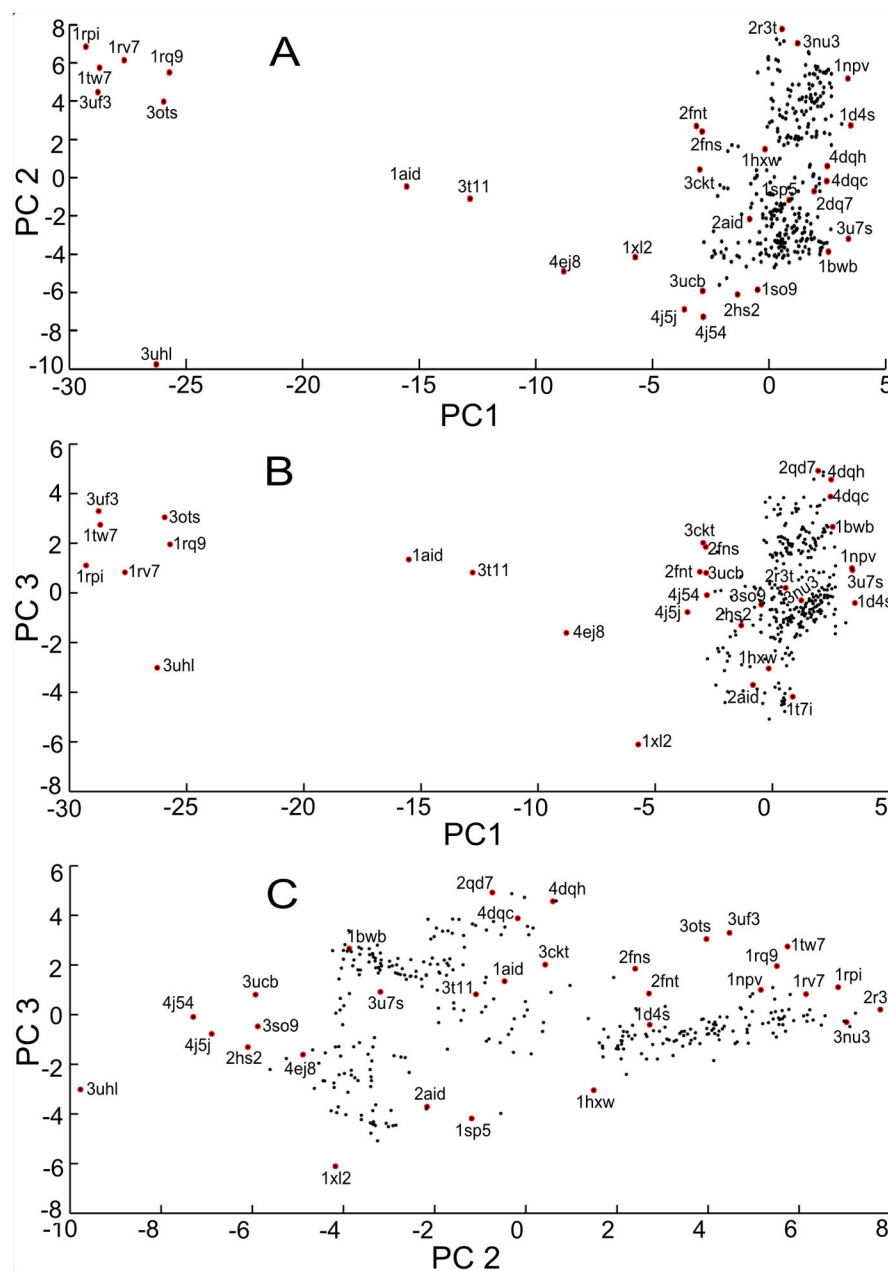 A
8
6
4
2
0
-2
-4
-6
-8
-10
PC 2
1rpi
1rv7
1rq9
1tw7
3uf3
3ots
2r3t
3nu3
1npv
2fnt
1d4s
2fns
1hxw
4dqh
3ckt
4dqc
1aid
3t11
1sp5
2dq7
2aid
3u7s
1xl2
1bwb
4ej8
3ucb
1so9
4j5j
2hs2
4j54
3uhl
-30 -25 -20 -15 -10 -5 0 5
PC1
B
6
4
2
0
-2
-4
-6
-8
PC 3
2qd7
4dqh
3uf3
4dqc
3ots
1tw7
3ckt
1bwb
1rq9
2fns
1aid
1npv
1rpi
1rv7
3t11
2fnt
3ucb
2r3t
3u7s
4j54
3so9
3nu3
1d4s
4j5j
2hs2
4ej8
3uhl
1hxw
2aid
1t7i
1xl2
-30 -25 -20 -15 -10 -5 0 5
PC1
C
6
4
2
0
-2
-4
-6
-8
PC 3
2qd7
4dqh
4dqc
3ots
3uf3
1bwb
1tw7
3ckt
2fns
1rq9
3ucb
1aid
1npv
1rpi
3t11
2fnt
1rv7
3u7s
4j54
1d4s
2r3
3so9
4j5j
3nu3
2hs2
4ej8
3uhl
2aid
1hxw
1sp5
1xl2
-10 -8 -6 -4 -2 0 2 4 6 8
PC 2